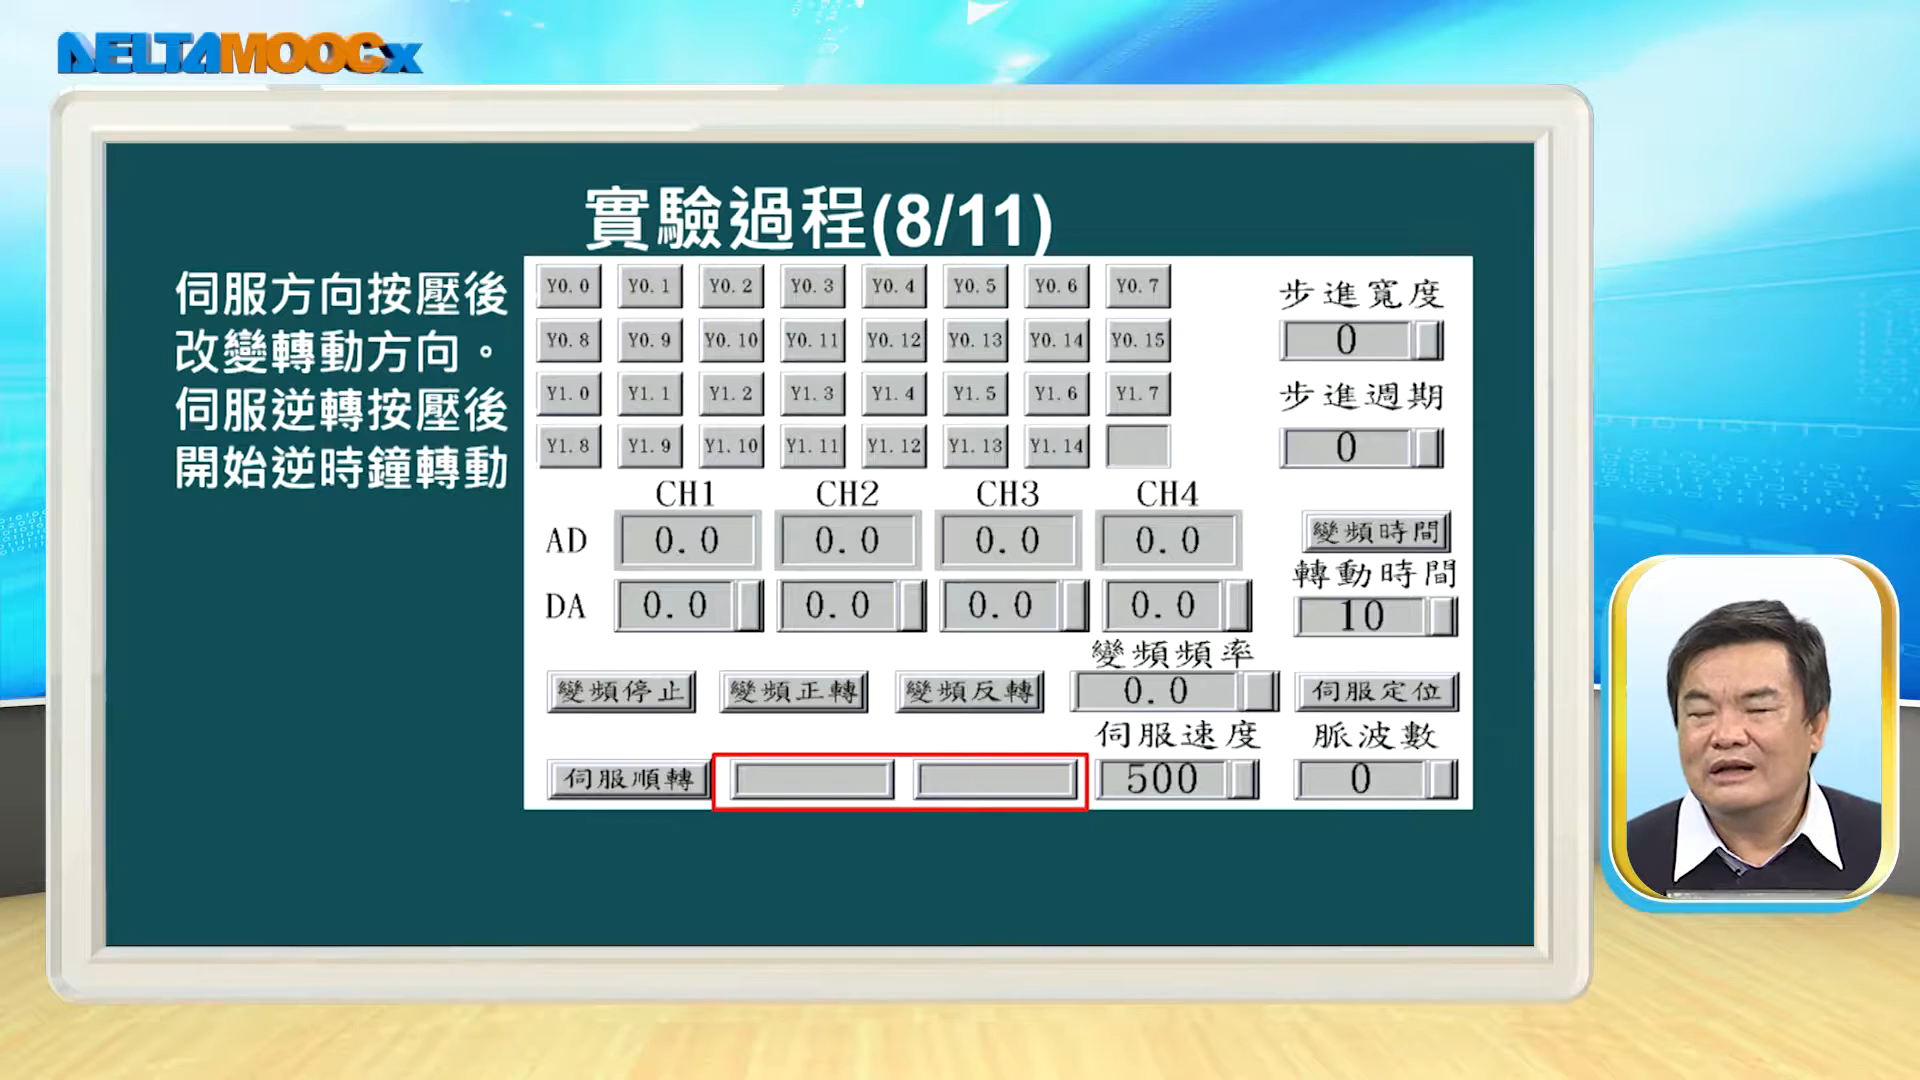 DELTAMOOCx
實驗過程(8/11)
伺服方向按壓後
改變轉動方向。
伺服逆轉按壓後
開始逆時鐘轉動
Y0.0 Y0.1 Y0.2 Y0.3 Y0.4 Y0.5 Y0.6 Y0.7
Y0.8 Y0.9 Y0.10 Y0.11 Y0.12 Y0.13 Y0.14 Y0.15
Y1.0 Y1.1 Y1.2 Y1.3 Y1.4 Y1.5 Y1.6 Y1.7
Y1.8 Y1.9 Y1.10 Y1.11 Y1.12 Y1.13 Y1.14
步進寬度
0
步進週期
0
CH1 CH2 CH3 CH4
AD 0.0 0.0 0.0 0.0
DA 0.0 0.0 0.0 0.0
變頻時間
轉動時間
10
變頻頻率
變頻停止 變頻正轉 變頻反轉 0.0 伺服定位
伺服速度 脈波數
伺服順轉 500 0